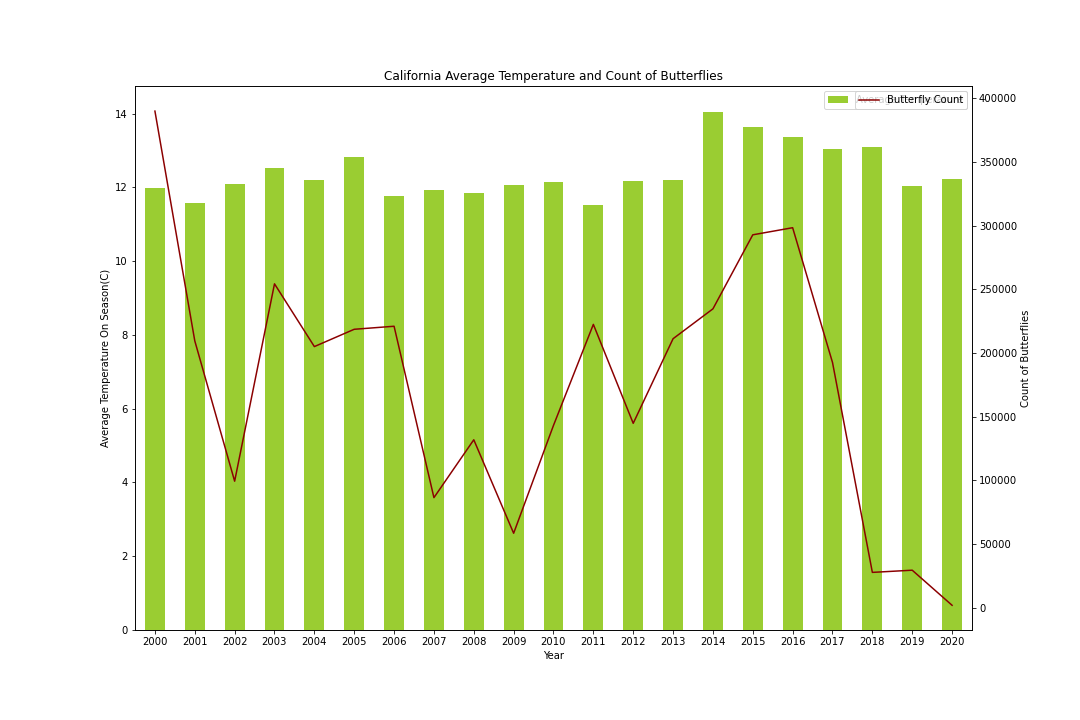 California Average Temperature and Count of Butterflies
Butterfly Count
Average Temperature On Season(C)
14
12
10
8
6
4
2
0
400000
350000
300000
250000
200000
150000
100000
50000
0
Count of Butterflies
2000 2001 2002 2003 2004 2005 2006 2007 2008 2009 2010 2011 2012 2013 2014 2015 2016 2017 2018 2019 2020
Year